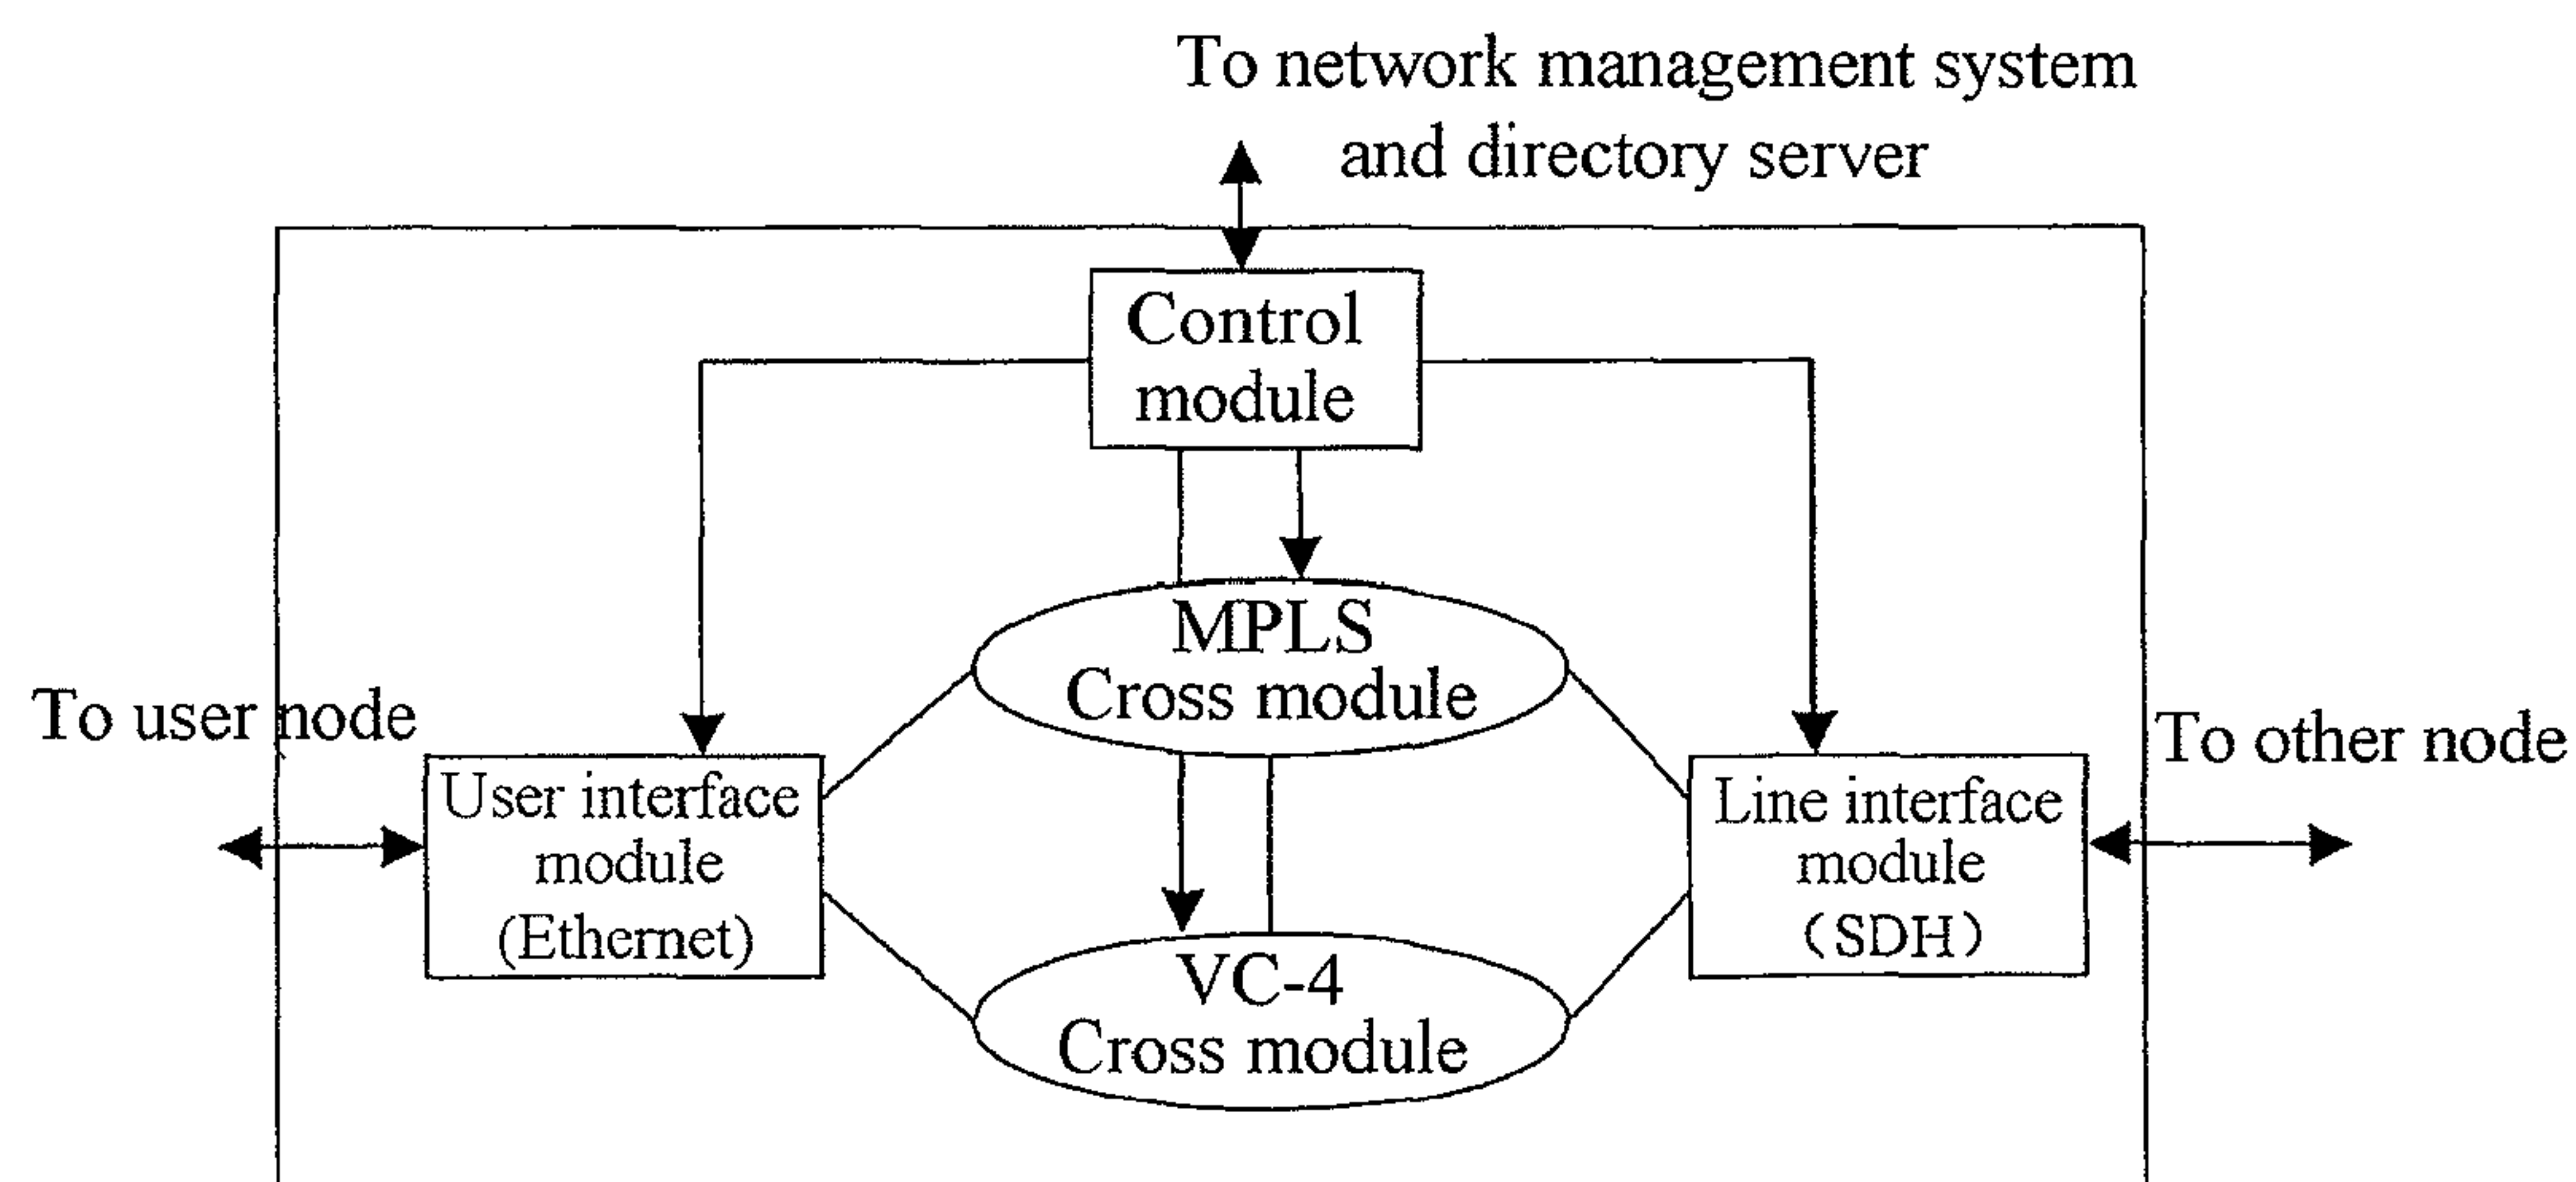 To network management system
and directory server
Control
module
MPLS
Cross module
To user node
To other node
User interface
module
(Ethernet)
Line interface
module
（SDH）
VC-4
Cross module